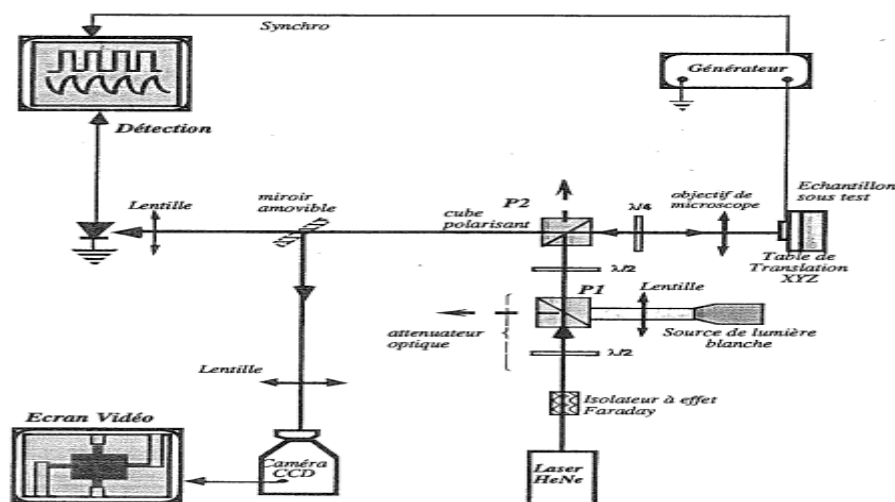 Synchro
Générateur
Détection
Lentille
miroir
amovible
P2
cube
polarisant
λ/4
objectif de
microscope
Echantillon
sous test
Table de
Translation
XYZ
λ/2
P1
Lentille
attenuateur
optique
Source de lumière
blanche
λ/2
Lentille
Isolateur à effet
Faraday
Ecran Vidéo
Caméra
CCD
Laser
HeNe